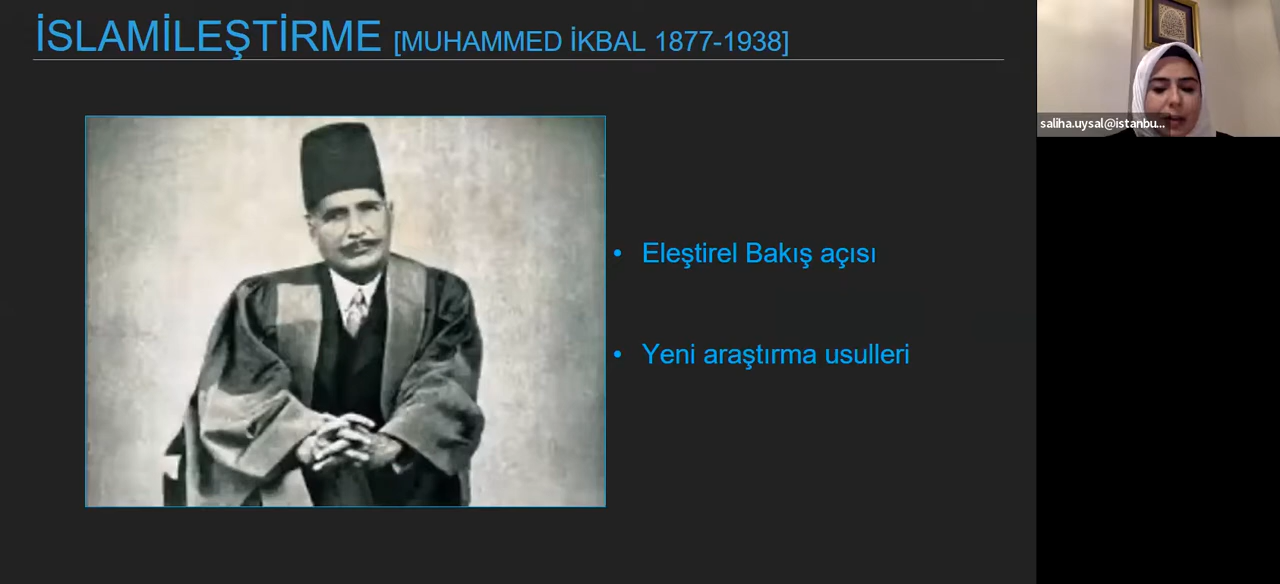 İSLAMİLEŞTİRME [MUHAMMED İKBAL 1877-1938]
Eleştirel Bakış açısı
Yeni araştırma usulleri
saliha.uysal@istanbu...